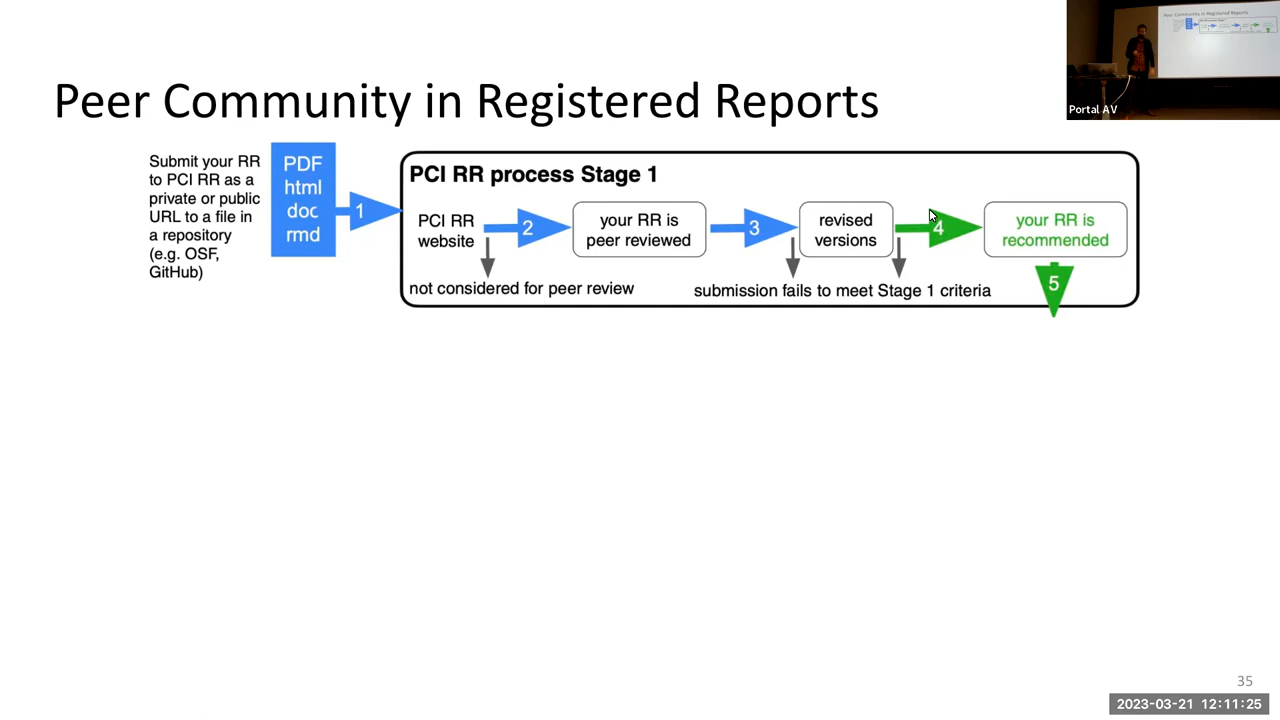 Peer Community in Registered Reports
Portal AV
Submit your RR
to PCI RR as a
private or public
URL to a file in
a repository
(e.g. OSF,
GitHub)
PDF
html
doc
rmd
1
PCI RR process Stage 1
PCI RR
website
2
your RR is
peer reviewed
3
revised
versions
4
your RR is
recommended
not considered for peer review
submission fails to meet Stage 1 criteria
5
35
2023-03-21 12:11:25